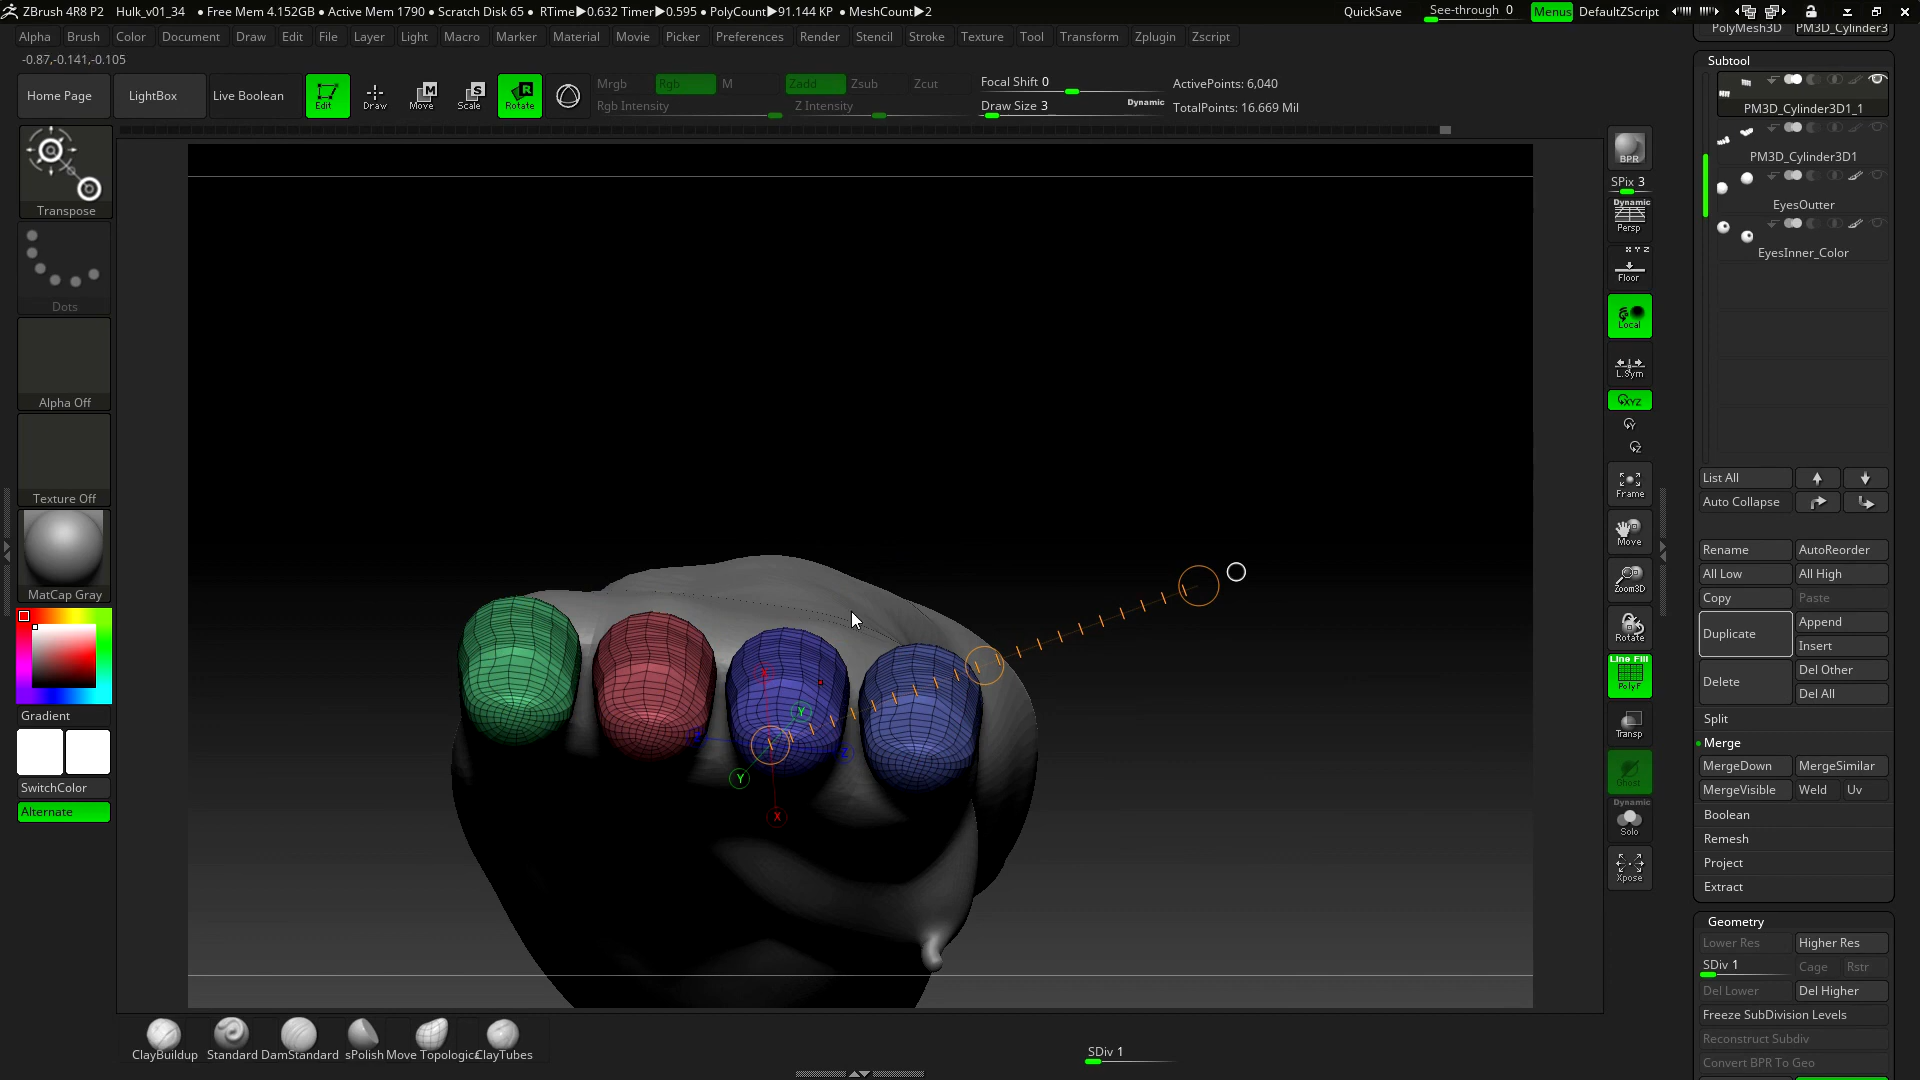 ZBrush 4R8 P2 Hulk_v01_34 • Free Mem 4.152GB • Active Mem 1790 • Scratch Disk 65 • RTime▶0.632 Timer▶0.595 • PolyCount▶91.144 KP • MeshCount▶2 QuickSave See-through 0 Menus DefaultZScript
Alpha Brush Color Document Draw Edit File Layer Light Macro Marker Material Movie Picker Preferences Render Stencil Stroke Texture Tool Transform Zplugin Zscript
PolyMesh3D PM3D_Cylinder3
-0.87,-0.141,-0.105
Home Page LightBox Live Boolean Edit Draw Move Scale Rotate
Mrgb Rgb M Zadd Zsub Zcut
Rgb Intensity Z Intensity
Focal Shift 0
Draw Size 3 Dynamic
ActivePoints: 6,040
TotalPoints: 16.669 Mil
Transpose
Dots
Alpha Off
Texture Off
MatCap Gray
Gradient
SwitchColor
Alternate
Y
Z
Y
X
BPR
SPix 3
Dynamic
Persp
X Y Z
Floor
Local
L.Sym
XYZ
Y
Z
Frame
Move
Zoom3D
Rotate
Line Fill
PolyF
Transp
Ghost
Dynamic
Solo
Xpose
Subtool
PM3D_Cylinder3D1_1
PM3D_Cylinder3D1
EyesOutter
EyesInner_Color
List All
Auto Collapse
Rename AutoReorder
All Low All High
Copy Paste
Duplicate Append
Insert
Delete Del Other
Del All
Split
Merge
MergeDown MergeSimilar
MergeVisible Weld Uv
Boolean
Remesh
Project
Extract
Geometry
Lower Res Higher Res
SDiv 1 Cage Rstr
Del Lower Del Higher
Freeze SubDivision Levels
Reconstruct Subdiv
Convert BPR To Geo
ClayBuildup Standard DamStandard sPolish Move Topologica ClayTubes
SDiv 1